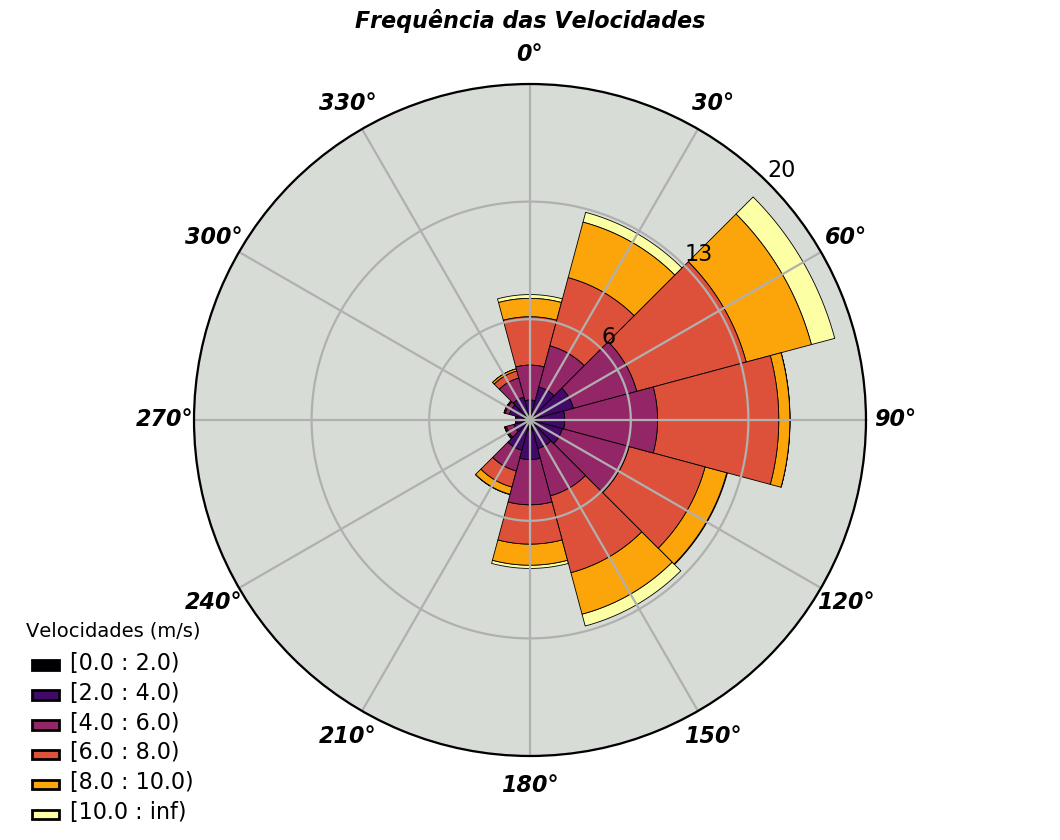 Frequência das Velocidades
0°
330°
30°
20
300°
60°
13
6
270°
90°
240°
120°
210°
150°
180°
Velocidades (m/s)
[0.0 : 2.0)
[2.0 : 4.0)
[4.0 : 6.0)
[6.0 : 8.0)
[8.0 : 10.0)
[10.0 : inf)